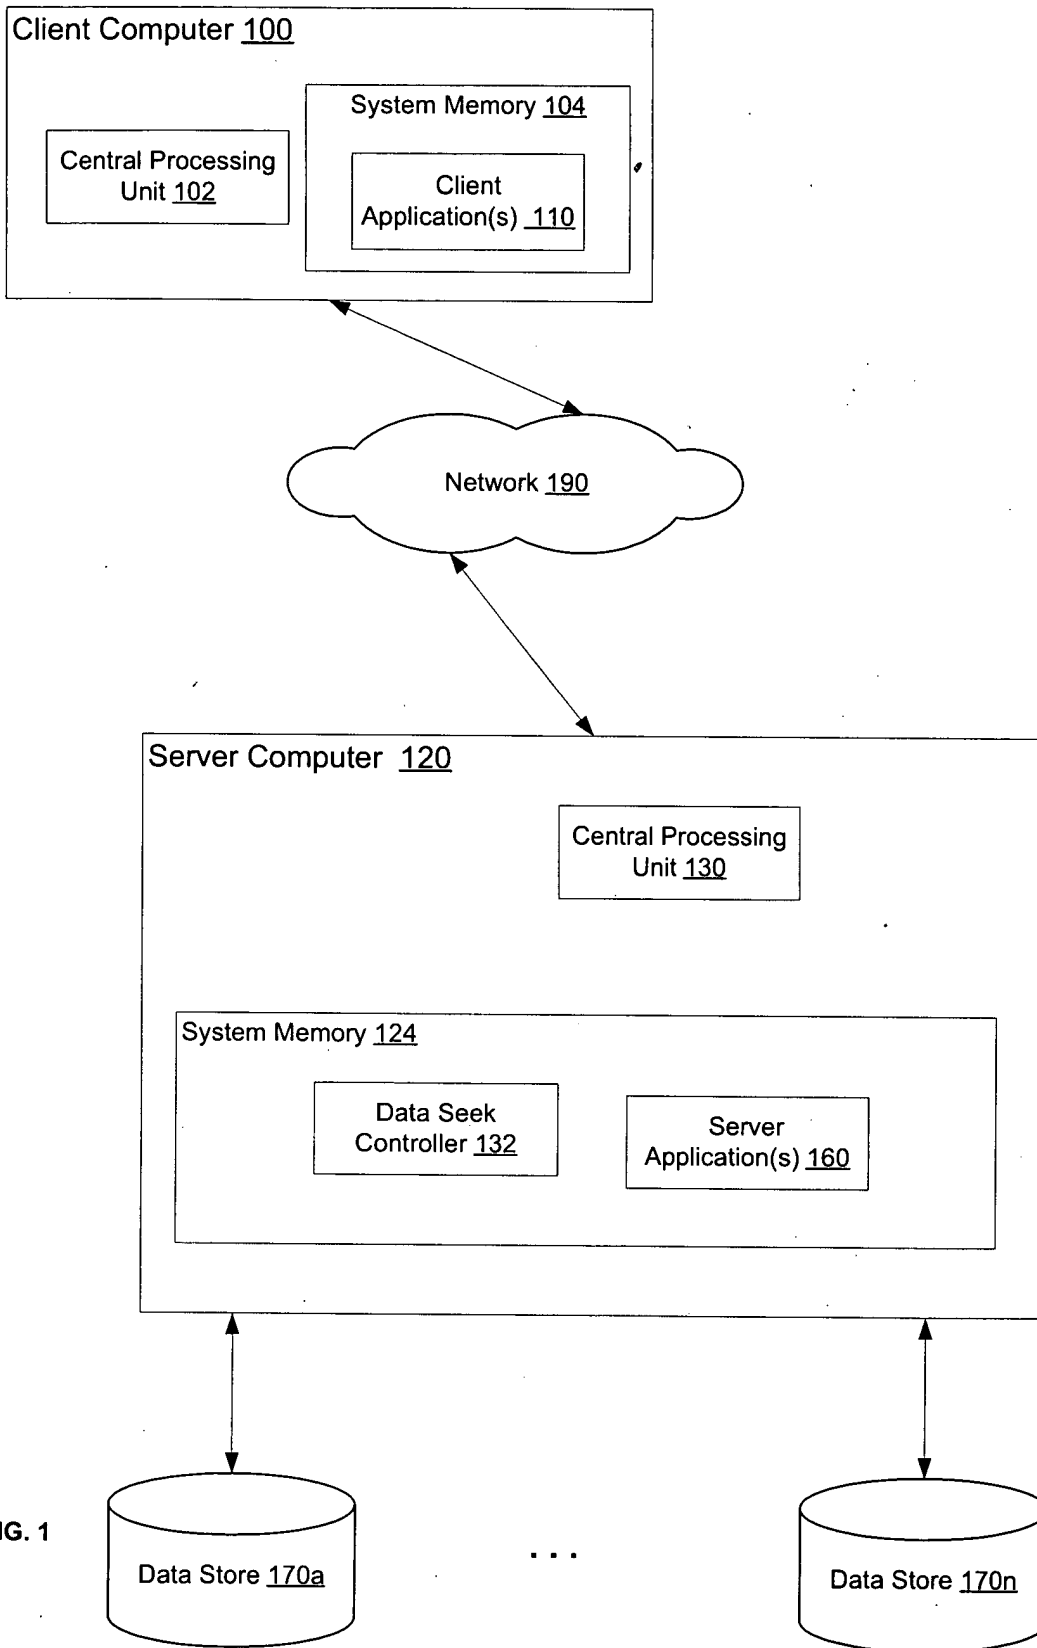 Client Computer 100
System Memory 104
Central Processing
Unit 102
Client
Application(s) 110
Network 190
Server Computer 120
Central Processing
Unit 130
System Memory 124
Data Seek
Controller 132
Server
Application(s) 160
IG. 1
Data Store 170a
. . .
Data Store 170n